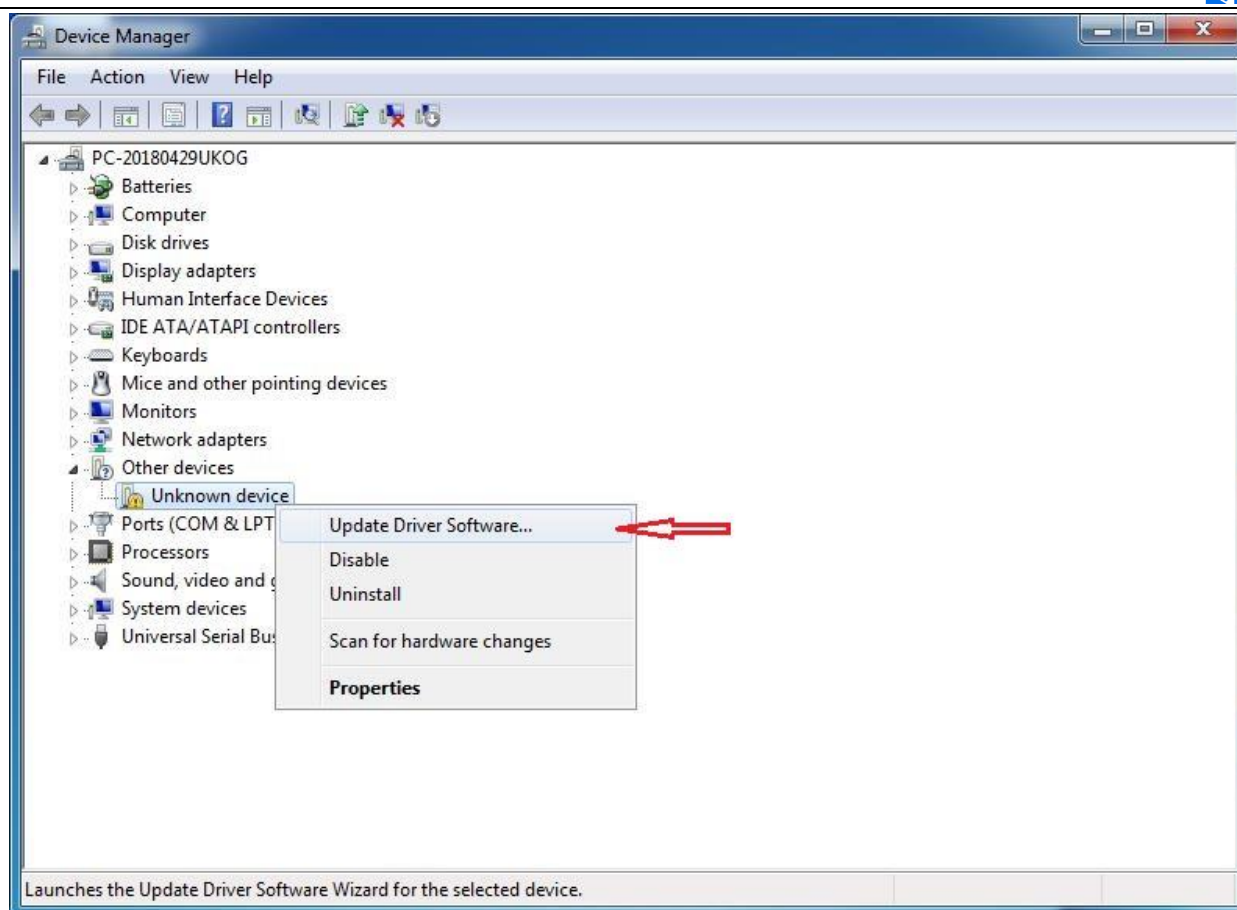 Device Manager
File Action View Help
PC-20180429UKOG
Batteries
Computer
Disk drives
Display adapters
Human Interface Devices
IDE ATA/ATAPI controllers
Keyboards
Mice and other pointing devices
Monitors
Network adapters
Other devices
Unknown device
Ports (COM & LPT
Processors
Sound, video and g
System devices
Universal Serial Bus
Update Driver Software...
Disable
Uninstall
Scan for hardware changes
Properties
Launches the Update Driver Software Wizard for the selected device.